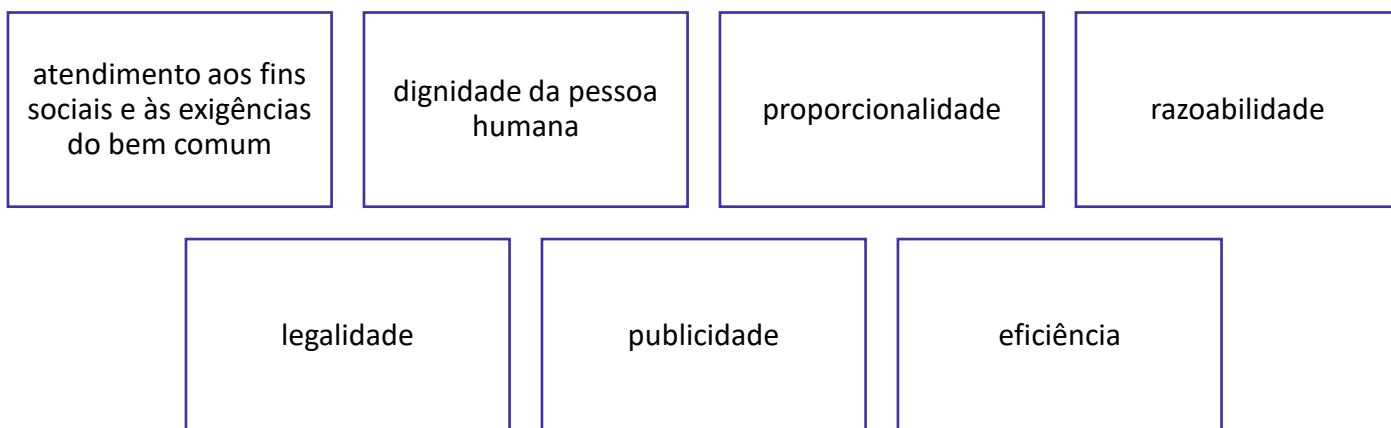 atendimento aos fins
sociais e às exigências
do bem comum
dignidade da pessoa
humana
proporcionalidade
razoabilidade
legalidade
publicidade
eficiência